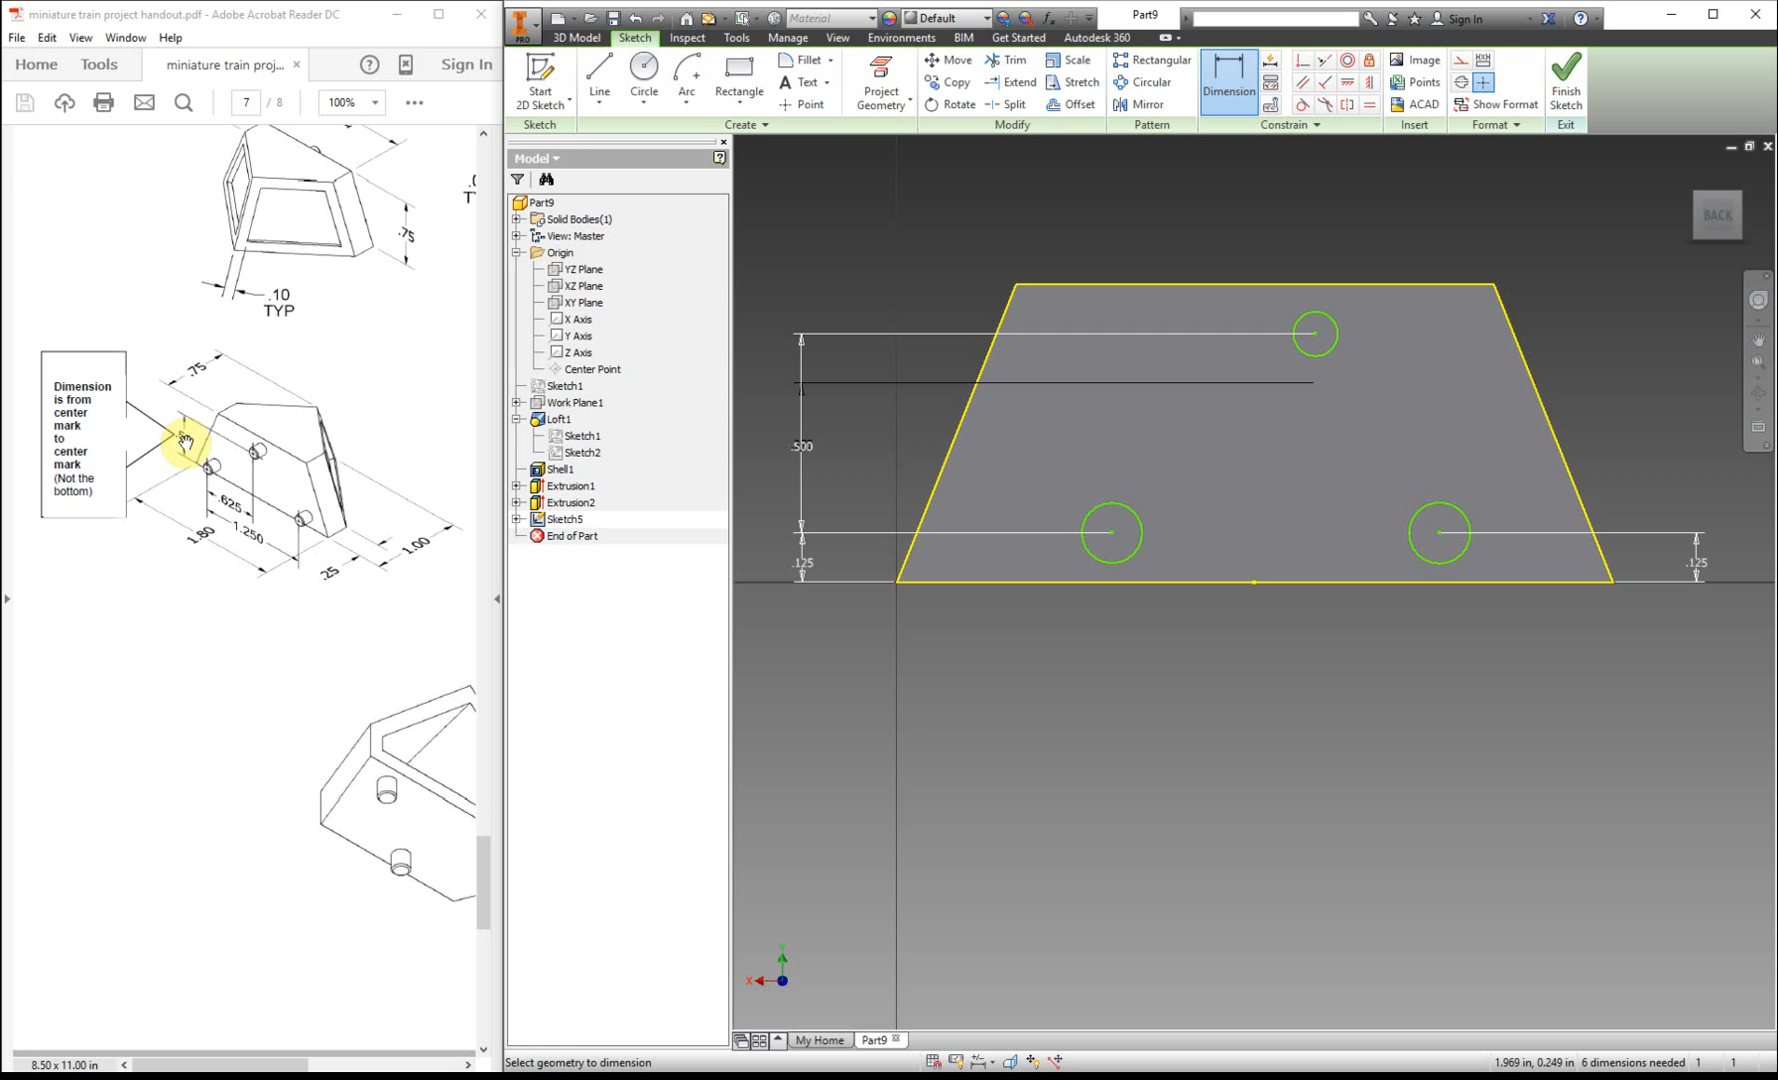 miniature train project handout.pdf - Adobe Acrobat Reader DC
File Edit View Window Help
Home Tools miniature train proj... × Sign In
7 / 8 100%
.75
.10
TYP
Dimension
is from
center
mark
to
center
mark
(Not the
bottom)
.75
.625
1.250
1.80
.25
1.00
8.50 x 11.00 in
PRO
Material Default Part9 Sign In
3D Model Sketch Inspect Tools Manage View Environments BIM Get Started Autodesk 360
Start
2D Sketch
Line Circle Arc Rectangle
Fillet
Text
Point
Project
Geometry
Move Trim Scale
Copy Extend Stretch
Rotate Split Offset
Rectangular
Circular
Mirror
Dimension
Image
Points
ACAD
Show Format
Finish
Sketch
Sketch Create Modify Pattern Constrain Insert Format Exit
Model
Part9
Solid Bodies(1)
View: Master
Origin
YZ Plane
XZ Plane
XY Plane
X Axis
Y Axis
Z Axis
Center Point
Sketch1
Work Plane1
Loft1
Sketch1
Sketch2
Shell1
Extrusion1
Extrusion2
Sketch5
End of Part
BACK
.500
.125
.125
Y
X
My Home Part9
Select geometry to dimension
1.969 in, 0.249 in 6 dimensions needed 1 1